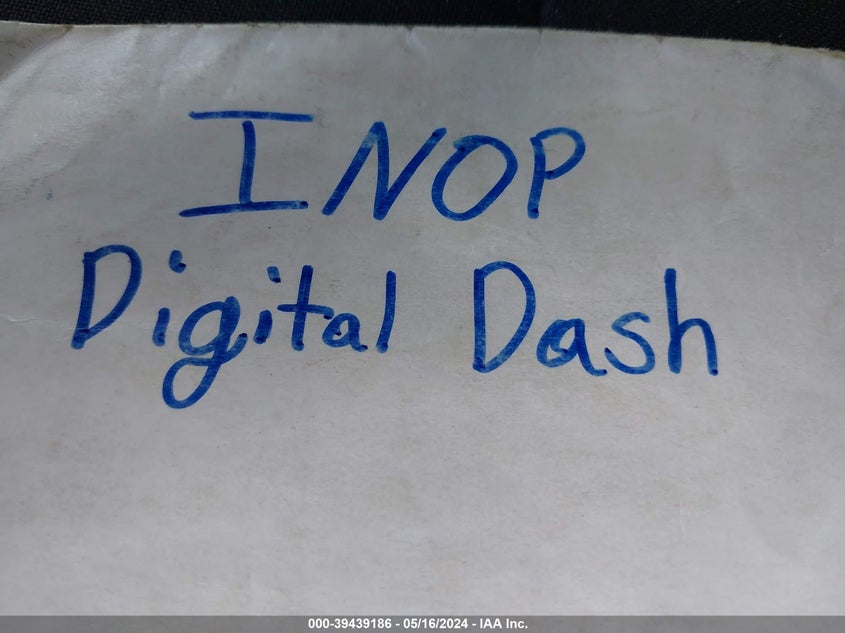 INOP
Digital Dash
000-39439186 - 05/16/2024 - IAA Inc.